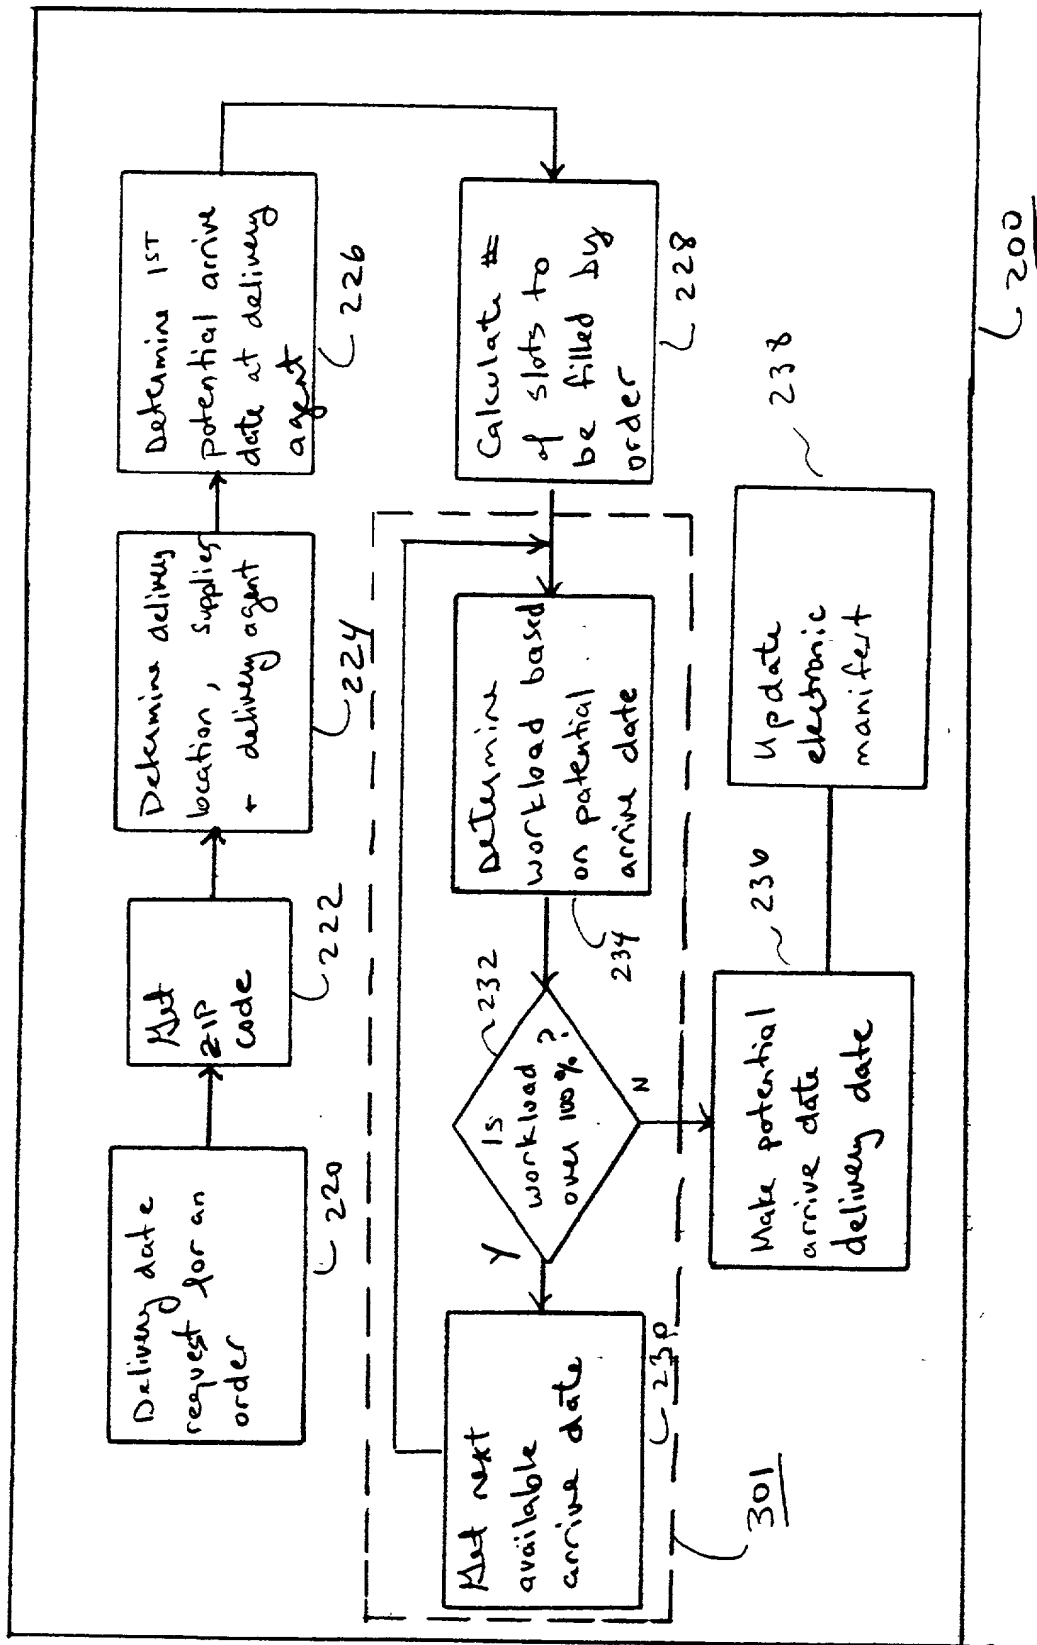 Delivery date
request for an
order
220
Get
ZIP
code
222
Determine delivery
location, supplier
+ delivery agent
224
Determine 1ST
potential arrive
date at delivery
agent
226
Calculate #
of slots to
be filled by
order
228
Determine
workload based
on potential
arrive date
234
Is
workload
over 100%?
232
Y
N
Get next
available
arrive date
230
301
Make potential
arrive date
delivery date
236
Update
electronic
manifest
238
200